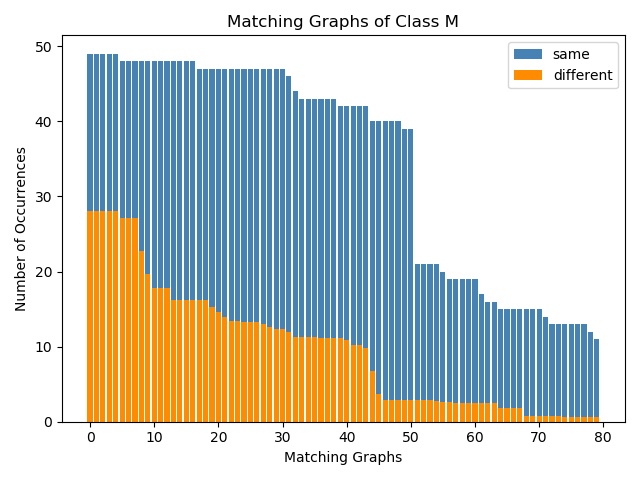 Matching Graphs of Class M
same
different
Number of Occurrences
50
40
30
20
10
0
0 10 20 30 40 50 60 70 80
Matching Graphs